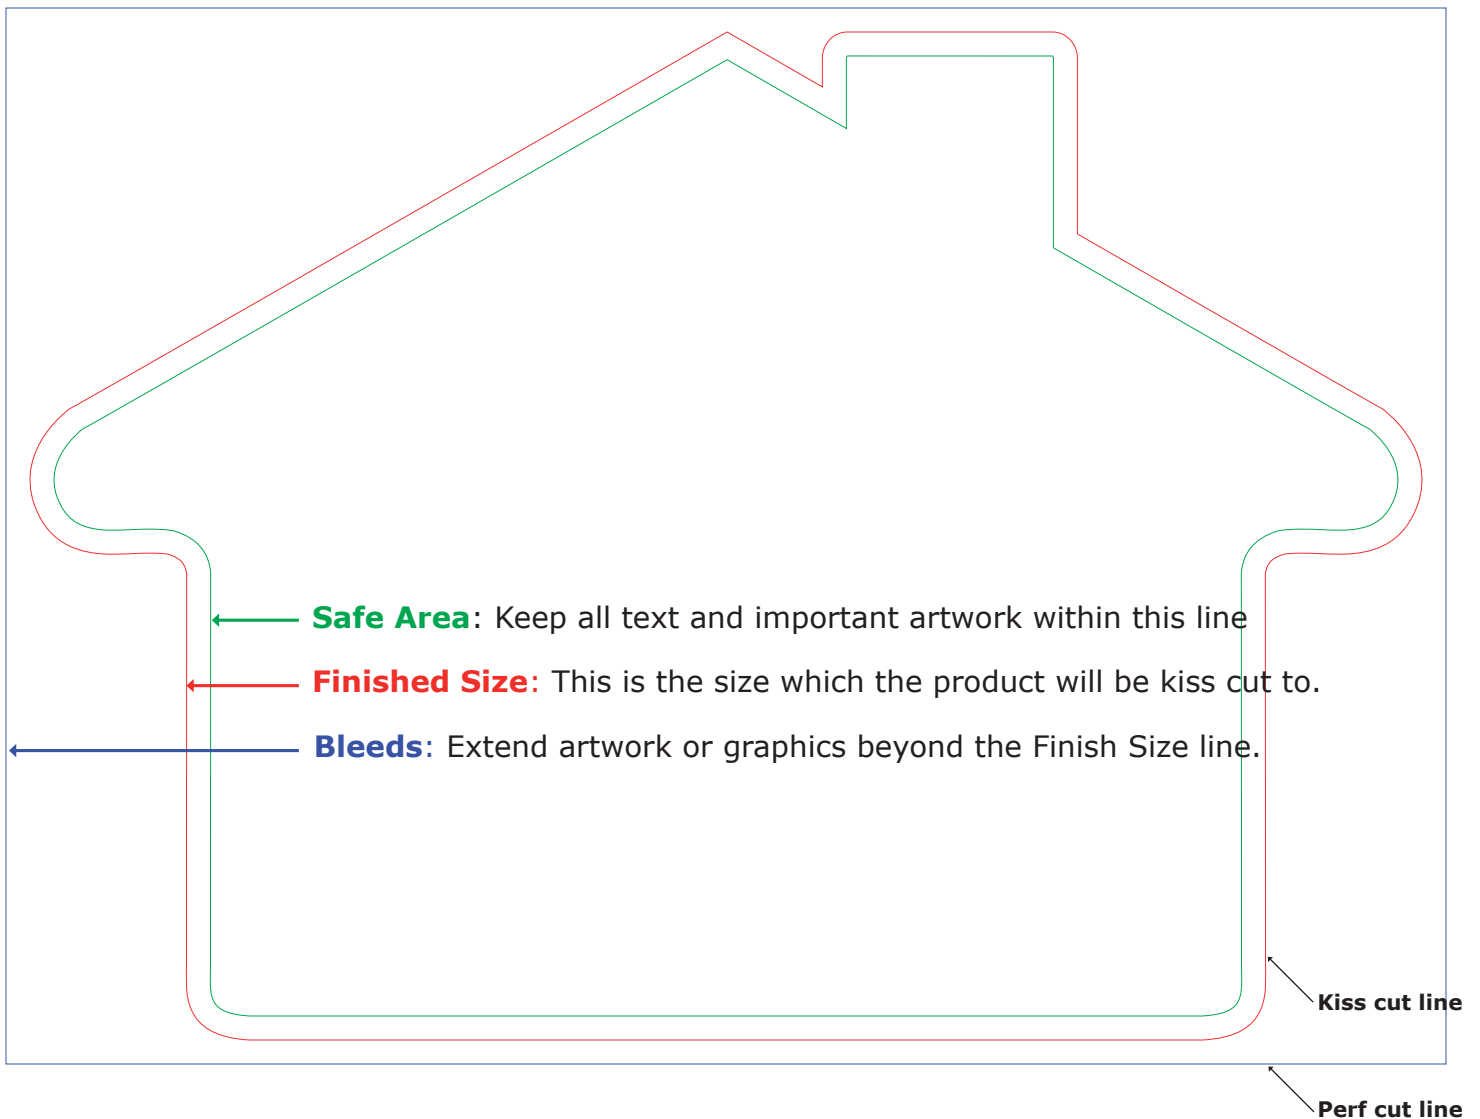 Safe Area: Keep all text and important artwork within this line
Finished Size: This is the size which the product will be kiss cut to.
Bleeds: Extend artwork or graphics beyond the Finish Size line.
Kiss cut line
Perf cut line